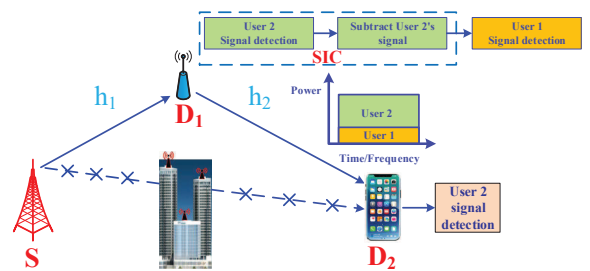 User 2
Signal detection
Subtract User 2's
signal
User 1
Signal detection
SIC
Power
User 2
User 1
Time/Frequency
h1
D1
h2
S
D2
User 2
signal
detection